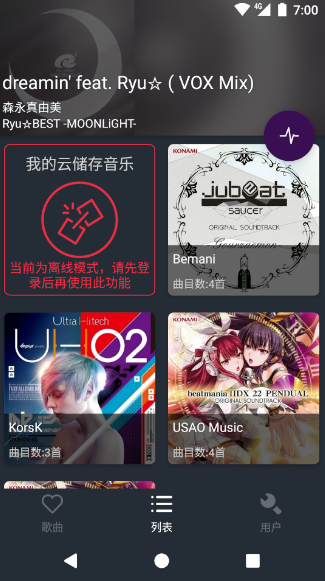 4G 7:00
dreamin' feat. Ryu☆ ( VOX Mix)
森永真由美
Ryu☆BEST -MOONLiGHT-
我的云储存音乐
当前为离线模式，请先登
录后再使用此功能
KONAMI
jubeat
saucer
ORIGINAL SOUNDTRACK
Bemani
曲目数:4首
Ultra Hitech
KorsK
曲目数:3首
KONAMI
beatmania IIDX 22 PENDUAL
ORIGINAL SOUNDTRACK
USAO Music
曲目数:4首
歌曲
列表
用户